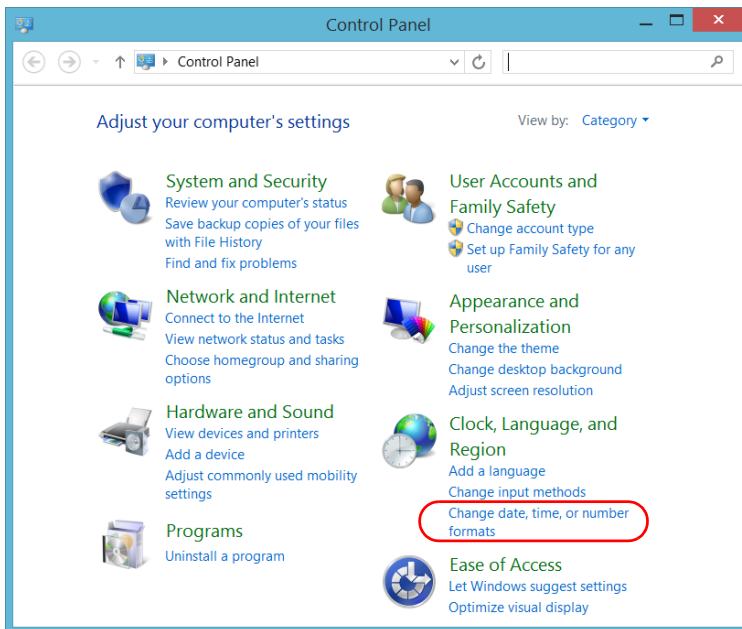 Control Panel
Control Panel
Adjust your computer's settings
View by: Category
System and Security
Review your computer's status
Save backup copies of your files
with File History
Find and fix problems
Network and Internet
Connect to the Internet
View network status and tasks
Choose homegroup and sharing
options
Hardware and Sound
View devices and printers
Add a device
Adjust commonly used mobility
settings
Programs
Uninstall a program
User Accounts and
Family Safety
Change account type
Set up Family Safety for any
user
Appearance and
Personalization
Change the theme
Change desktop background
Adjust screen resolution
Clock, Language, and
Region
Add a language
Change input methods
Change date, time, or number
formats
Ease of Access
Let Windows suggest settings
Optimize visual display